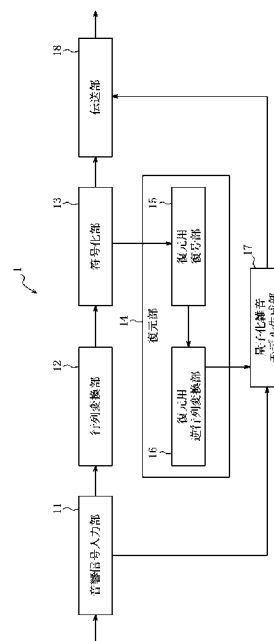 1
11
音響信号入力部
12
行列変換部
13
符号化部
18
伝送部
14
復元部
15
復元用
復号部
16
復元用
逆行列変換部
17
量子化雑音